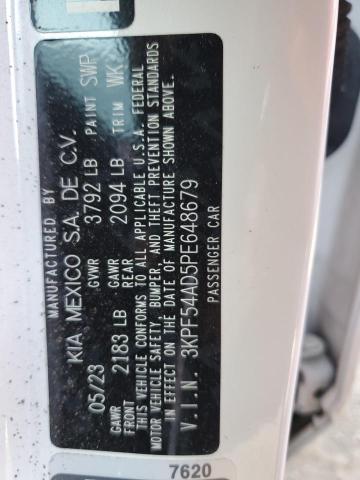 MANUFACTURED BY
KIA MEXICO S.A. DE C.V.
05/23 GVWR 3792 LB PAINT SWP
GAWR FRONT 2183 LB GAWR REAR 2094 LB TRIM WK
THIS VEHICLE CONFORMS TO ALL APPLICABLE U.S.A. FEDERAL
MOTOR VEHICLE SAFETY, BUMPER, AND THEFT PREVENTION STANDARDS
IN EFFECT ON THE DATE OF MANUFACTURE SHOWN ABOVE.
V.I.N. 3KPF54AD5PE648679
PASSENGER CAR
7620